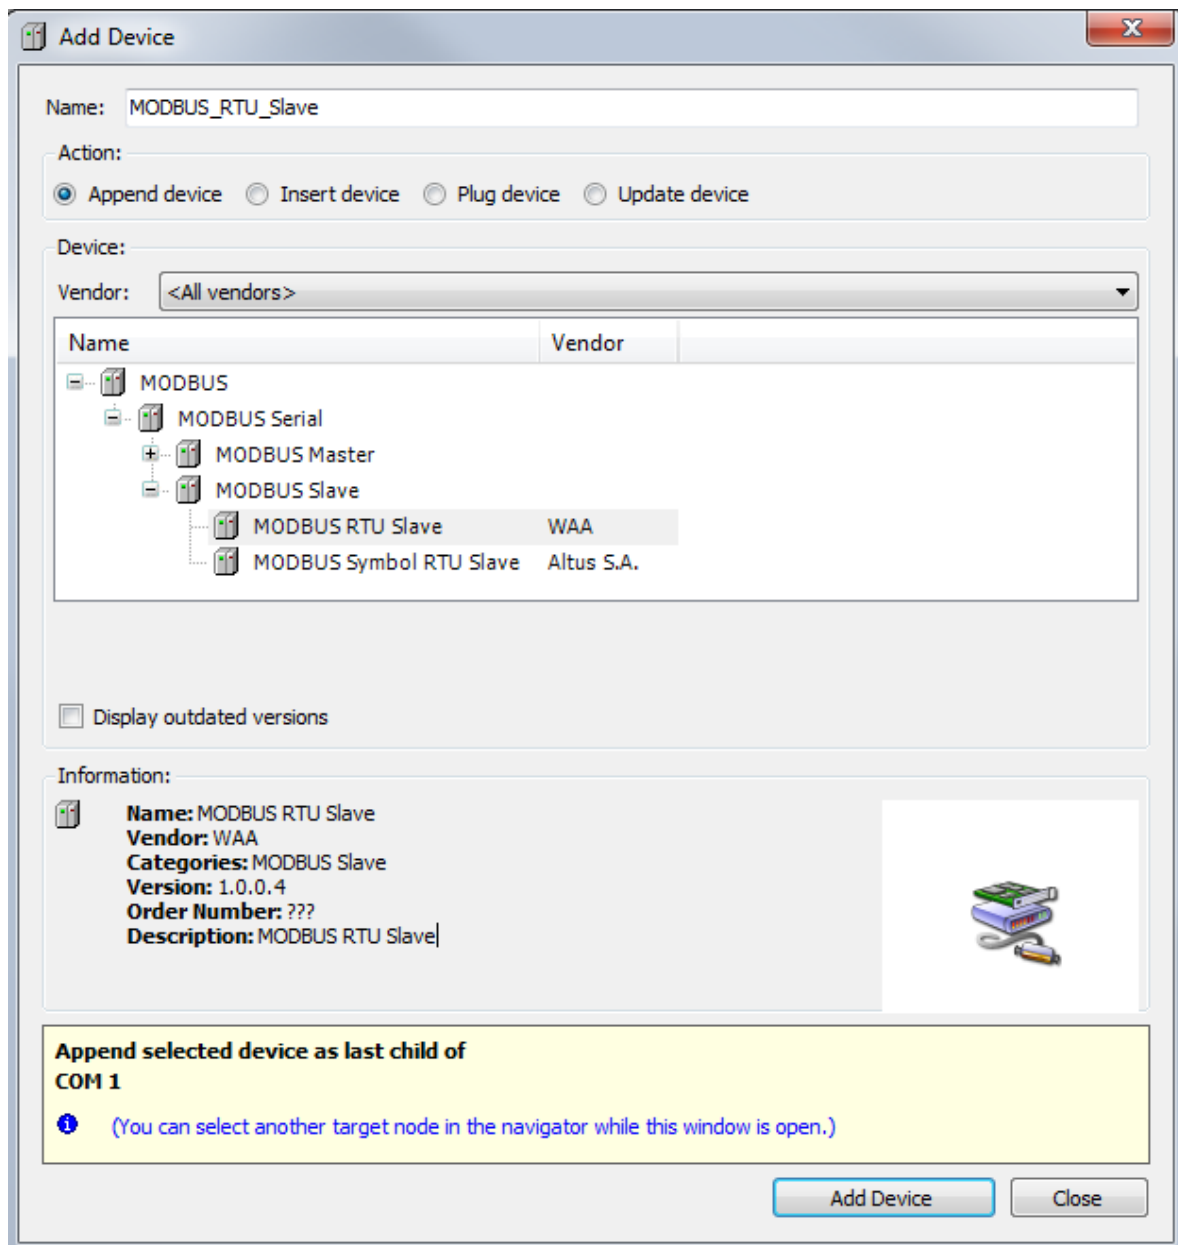 Add Device
Name: MODBUS_RTU_Slave
Action:
Append device Insert device Plug device Update device
Device:
Vendor: <All vendors>
Name Vendor
MODBUS
MODBUS Serial
MODBUS Master
MODBUS Slave
MODBUS RTU Slave WAA
MODBUS Symbol RTU Slave Altus S.A.
Display outdated versions
Information:
Name: MODBUS RTU Slave
Vendor: WAA
Categories: MODBUS Slave
Version: 1.0.0.4
Order Number: ???
Description: MODBUS RTU Slave
Append selected device as last child of
COM 1
(You can select another target node in the navigator while this window is open.)
Add Device Close